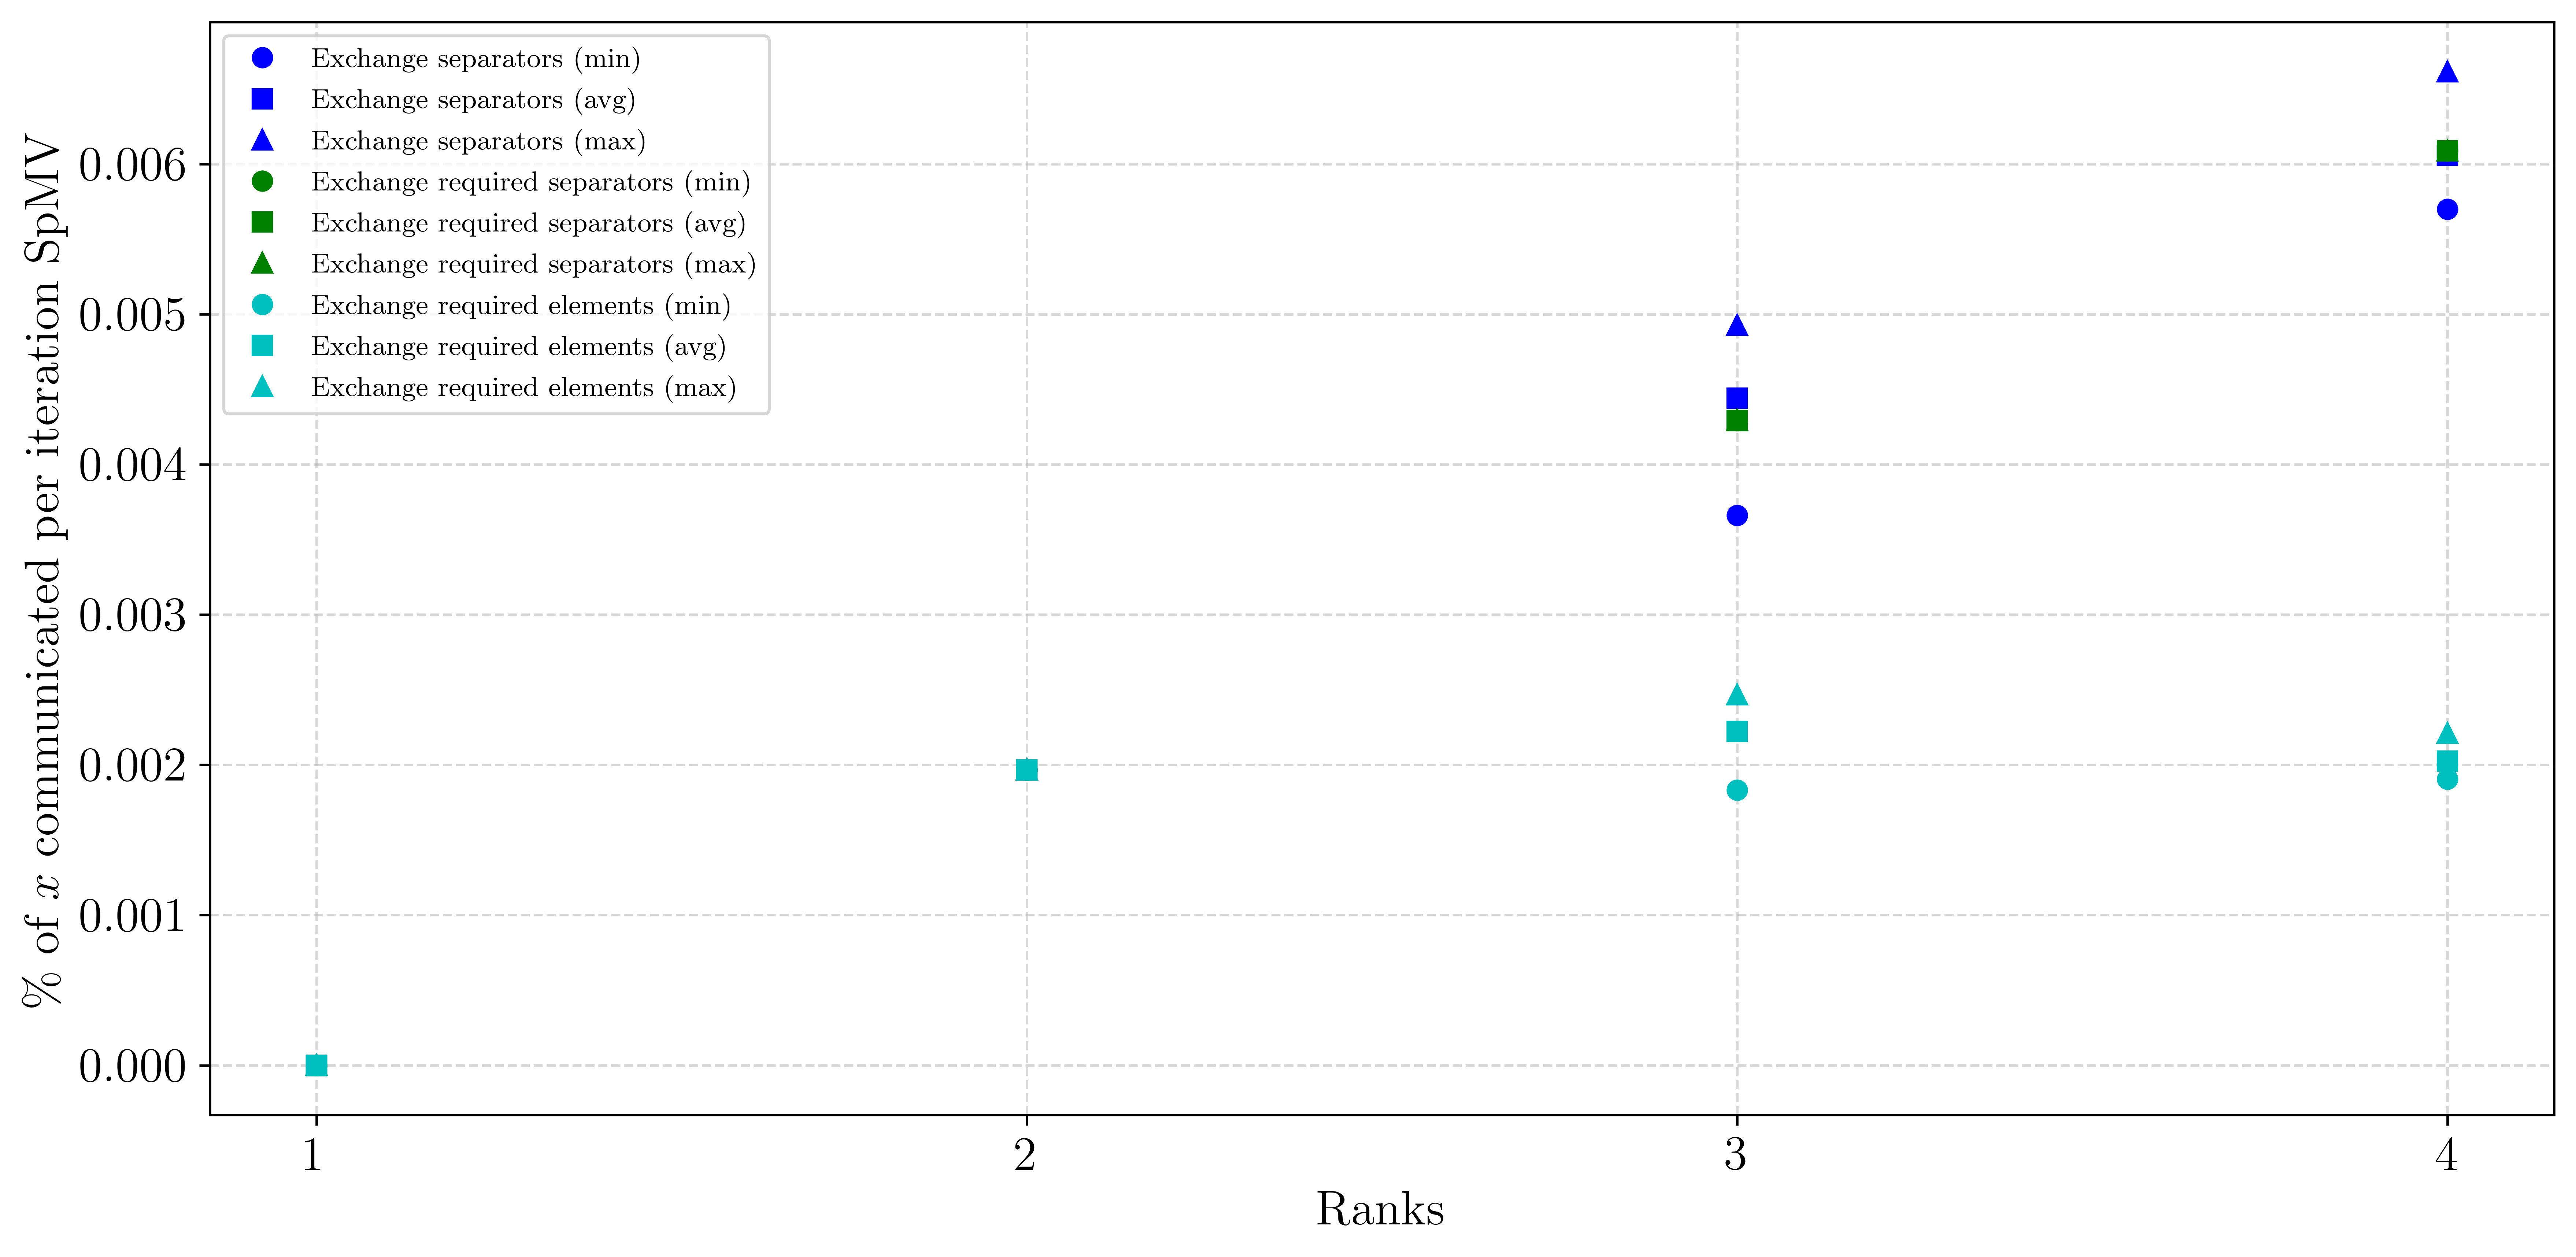 Exchange separators (min)
Exchange separators (avg)
Exchange separators (max)
Exchange required separators (min)
Exchange required separators (avg)
Exchange required separators (max)
Exchange required elements (min)
Exchange required elements (avg)
Exchange required elements (max)
% of x communicated per iteration SpMV
0.006
0.005
0.004
0.003
0.002
0.001
0.000
1
2
3
4
Ranks